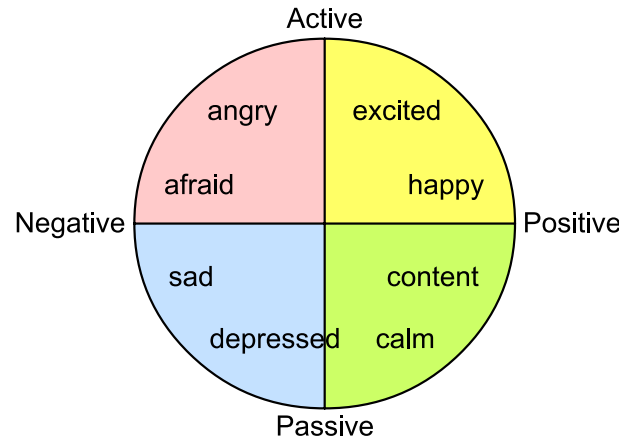 Active
angry excited
afraid happy
Negative Positive
sad content
depressed calm
Passive